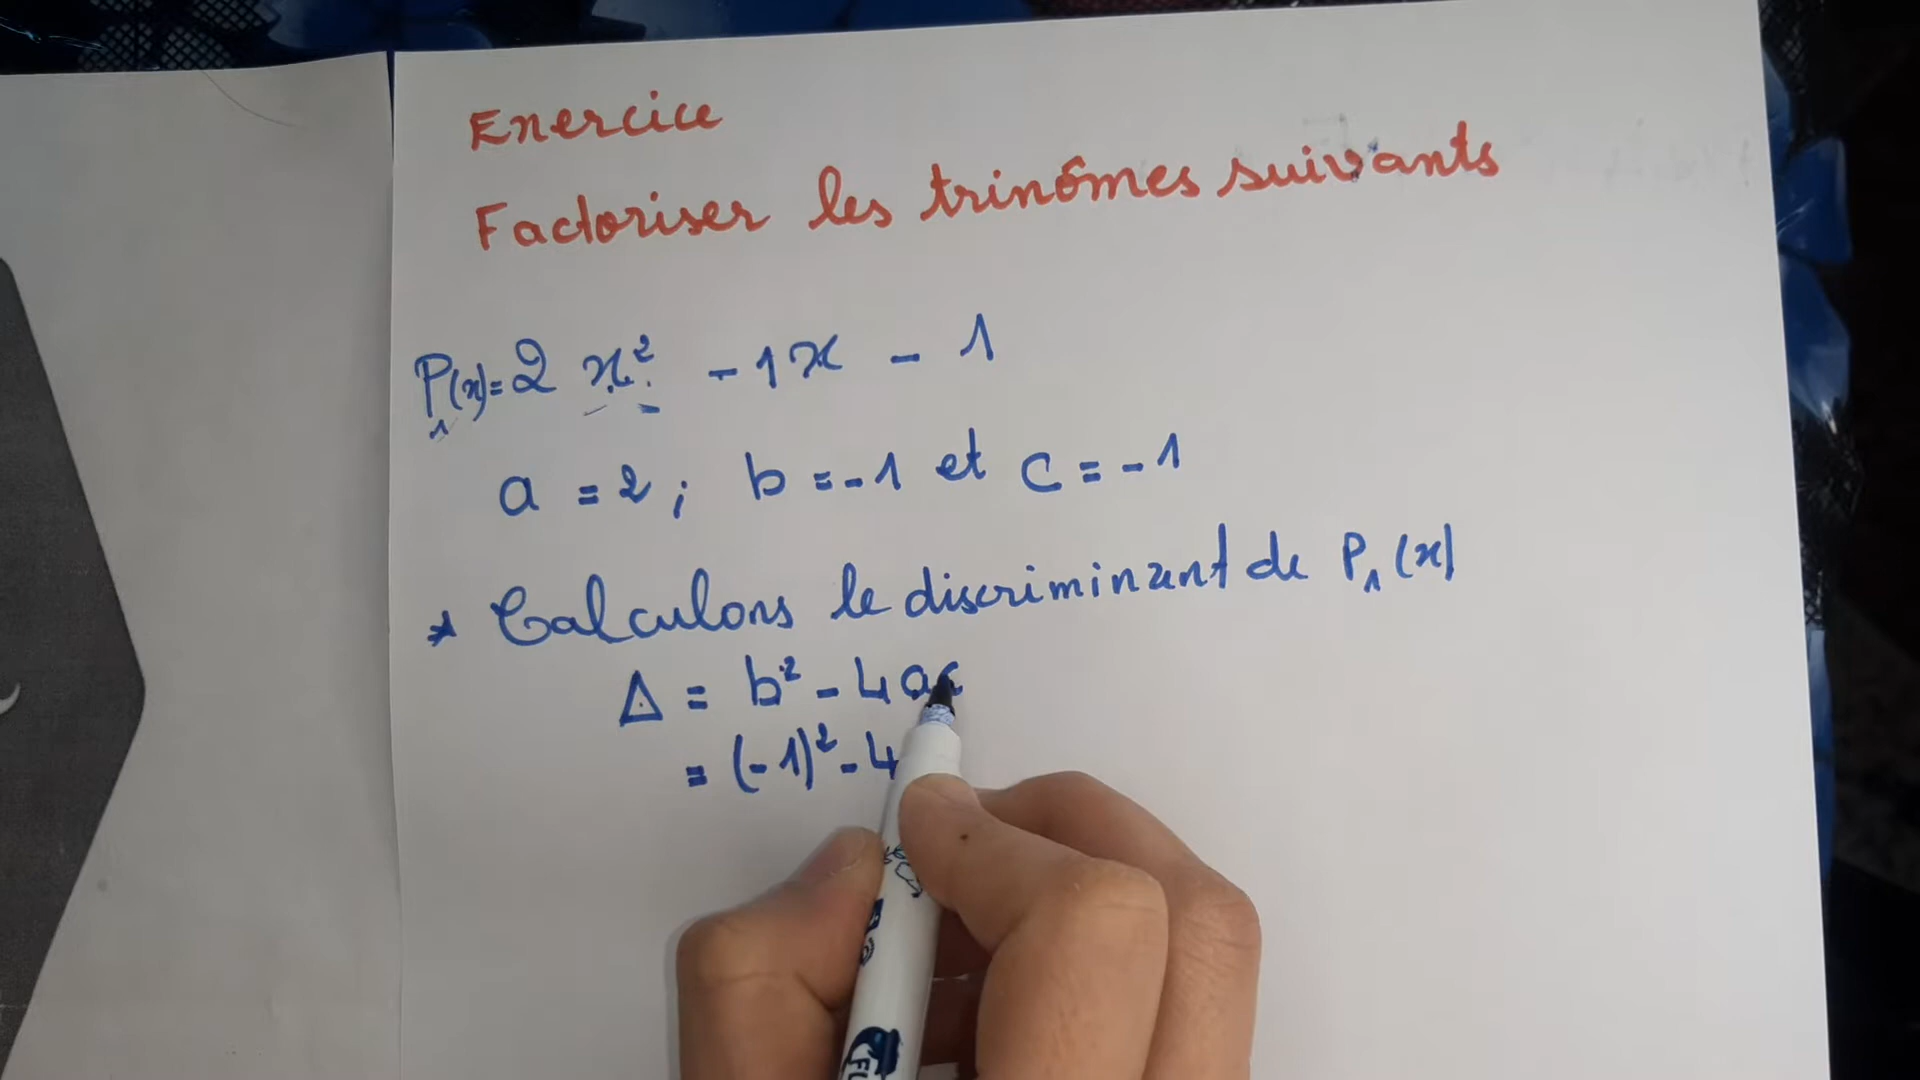 Exercice
Factoriser les trinômes suivants
P₁(x) = 2x² - 1x - 1
a = 2 ; b = -1 et c = -1
* Calculons le discriminant de P₁(x)
Δ = b² - 4ac
= (-1)² - 4